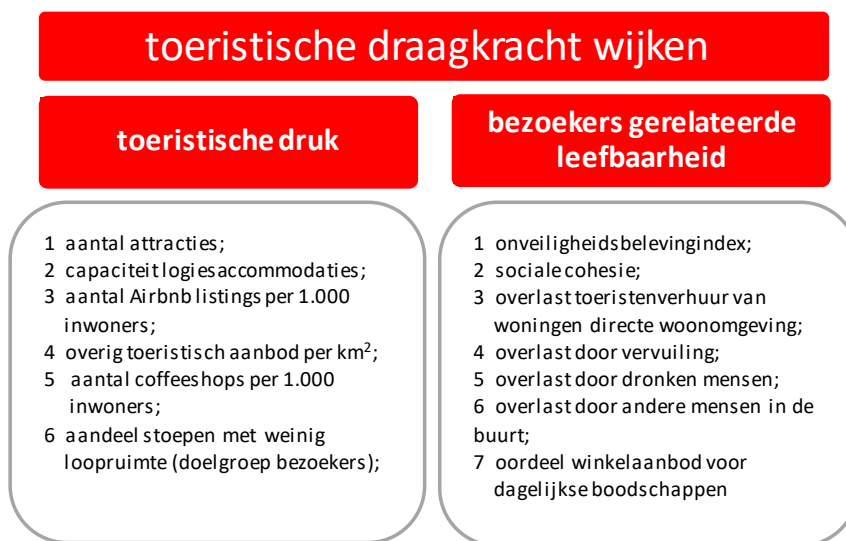 toeristische draagkracht wijken
toeristische druk
1 aantal attracties;
2 capaciteit logiesaccommodaties;
3 aantal Airbnb listings per 1.000
inwoners;
4 overig toeristisch aanbod per km²;
5 aantal coffeeshops per 1.000
inwoners;
6 aandeel stoepen met weinig
loopruimte (doelgroep bezoekers);
bezoekers gerelateerde
leefbaarheid
1 onveiligheidsbelevingindex;
2 sociale cohesie;
3 overlast toeristenverhuur van
woningen directe woonomgeving;
4 overlast door vervuiling;
5 overlast door dronken mensen;
6 overlast door andere mensen in de
buurt;
7 oordeel winkelaanbod voor
dagelijkse boodschappen